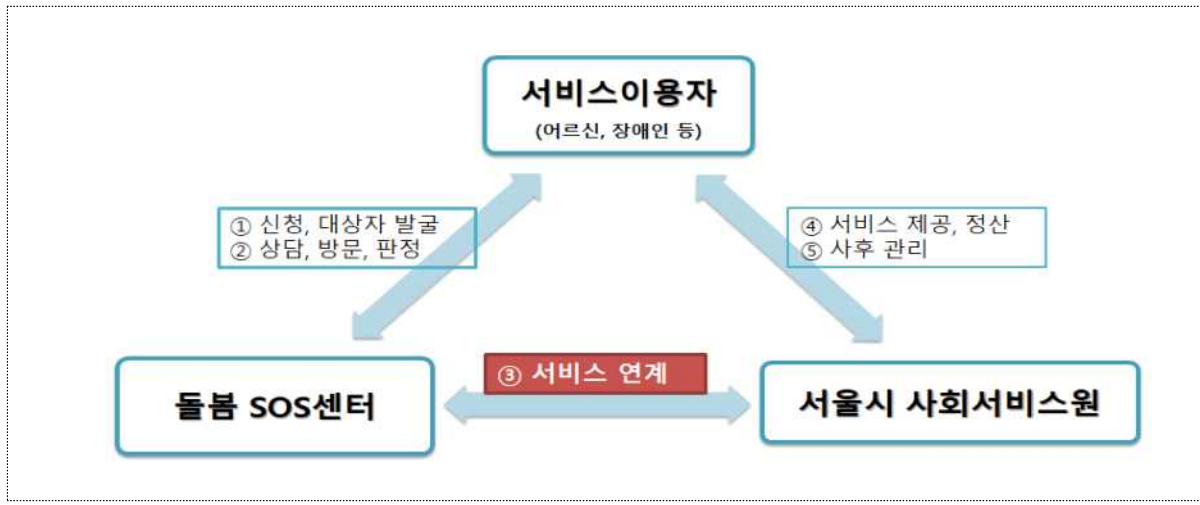 서비스이용자
(어르신, 장애인 등)
① 신청, 대상자 발굴
② 상담, 방문, 판정
④ 서비스 제공, 정산
⑤ 사후 관리
③ 서비스 연계
돌봄 SOS센터
서울시 사회서비스원